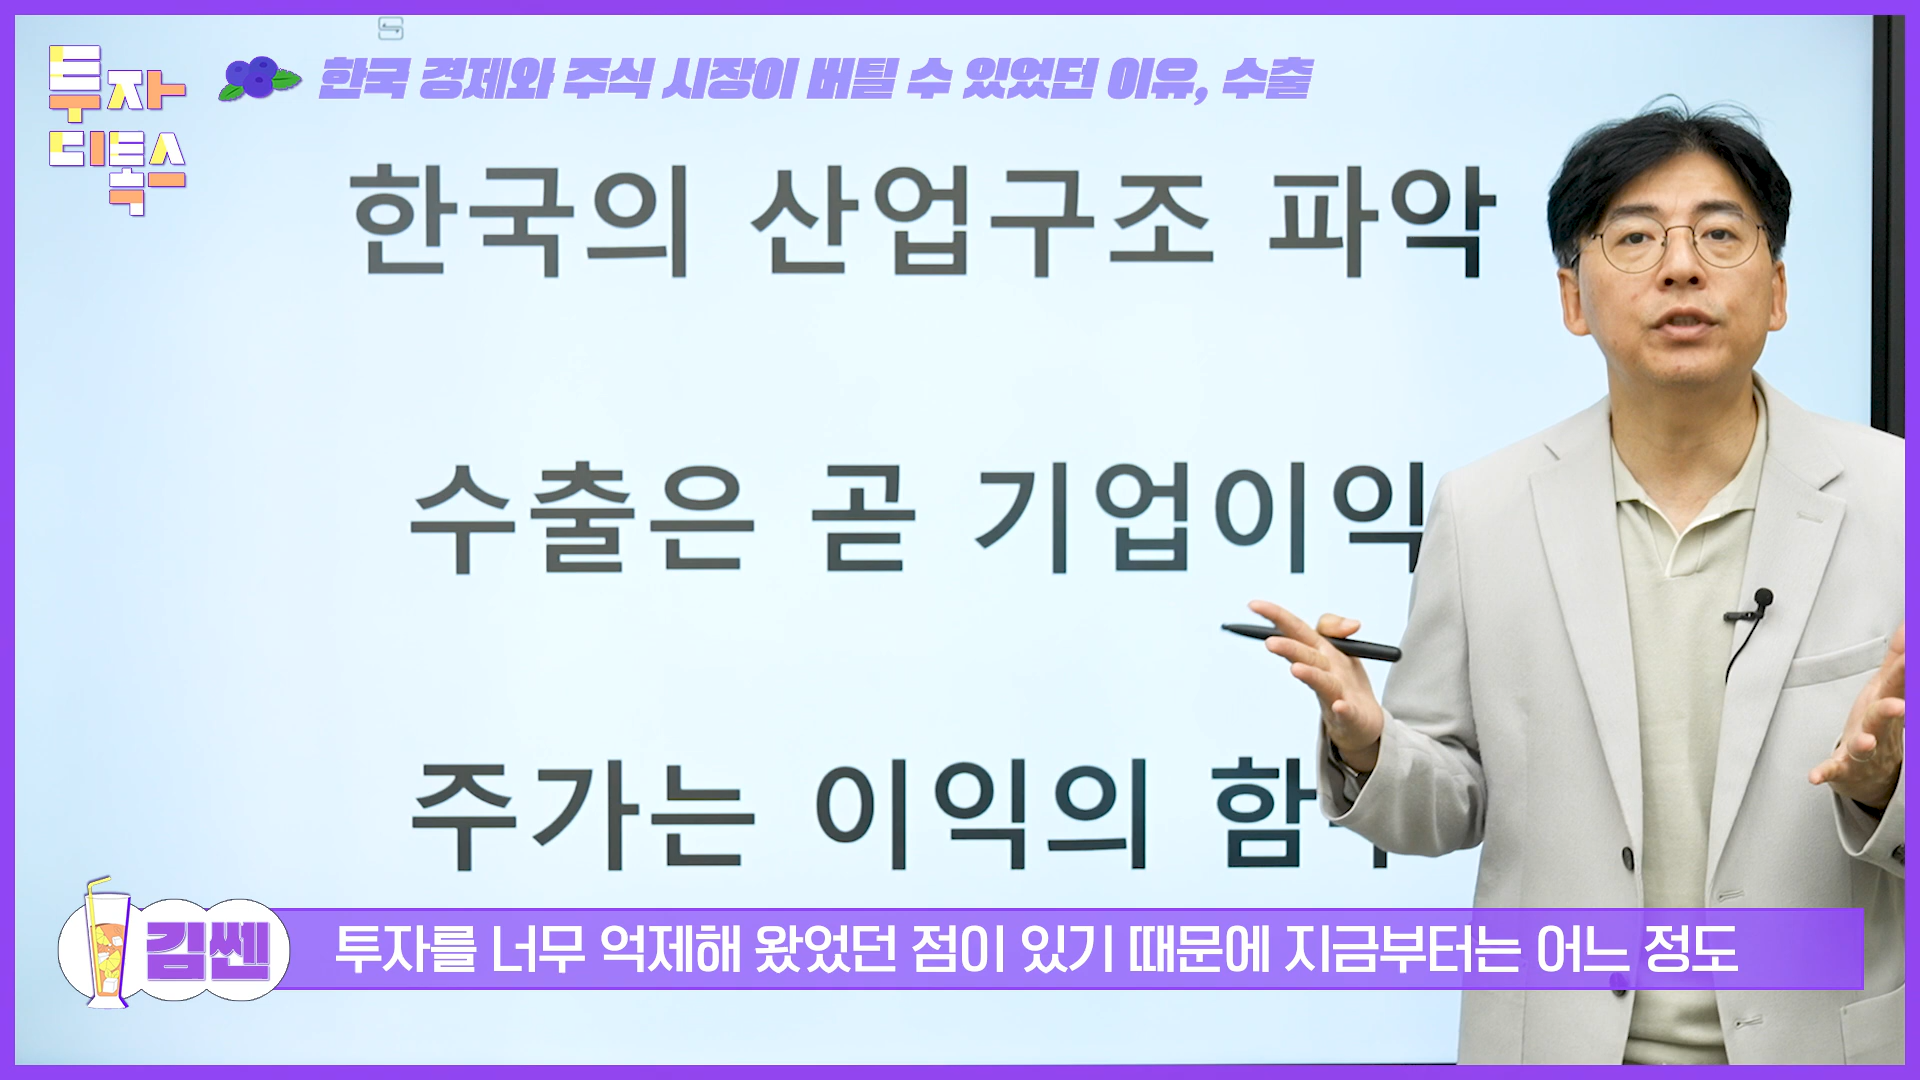 투자
디톡스
한국 경제와 주식 시장이 버틸 수 있었던 이유, 수출
한국의 산업구조 파악
수출은 곧 기업이익
주가는 이익의
김쎈
투자를 너무 억제해 왔었던 점이 있기 때문에 지금부터는 어느 정도